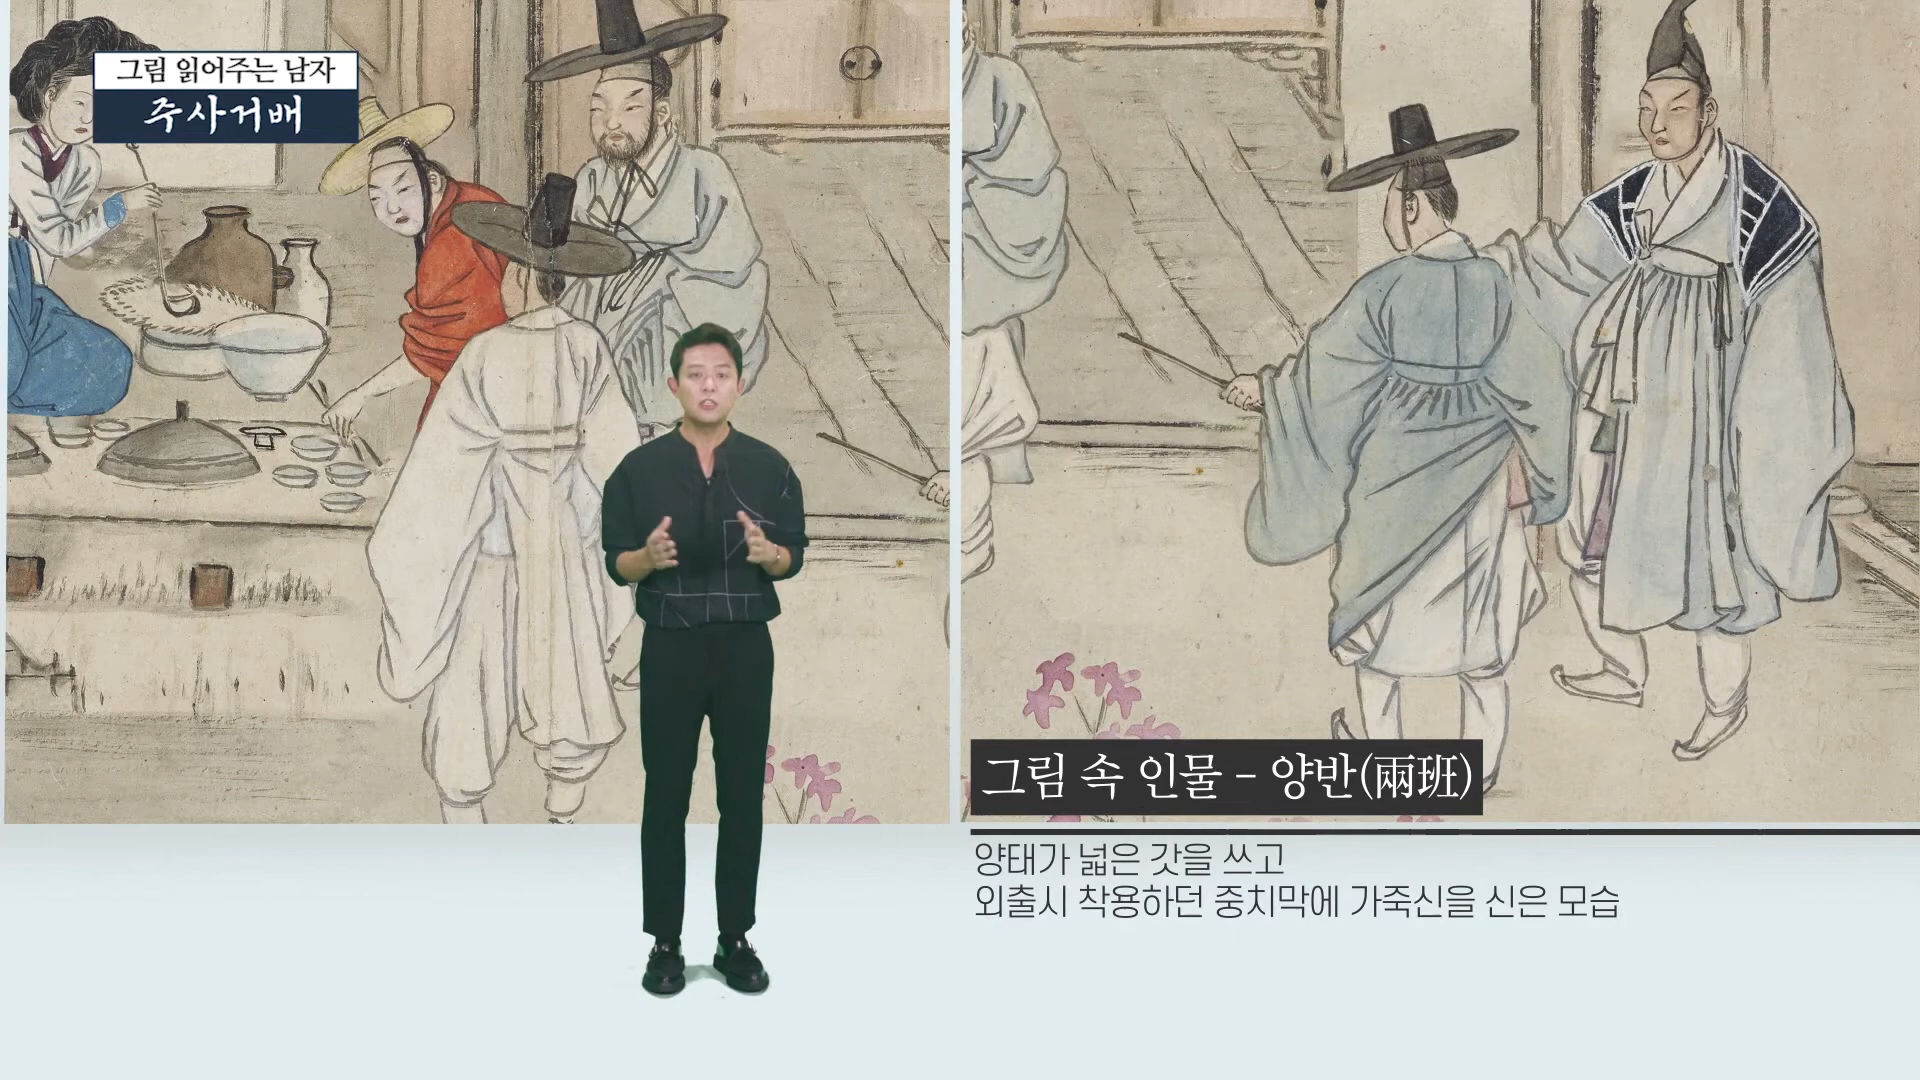 그림 읽어주는 남자
주사거배
그림 속 인물 - 양반(兩班)
양태가 넓은 갓을 쓰고
외출시 착용하던 중치막에 가죽신을 신은 모습